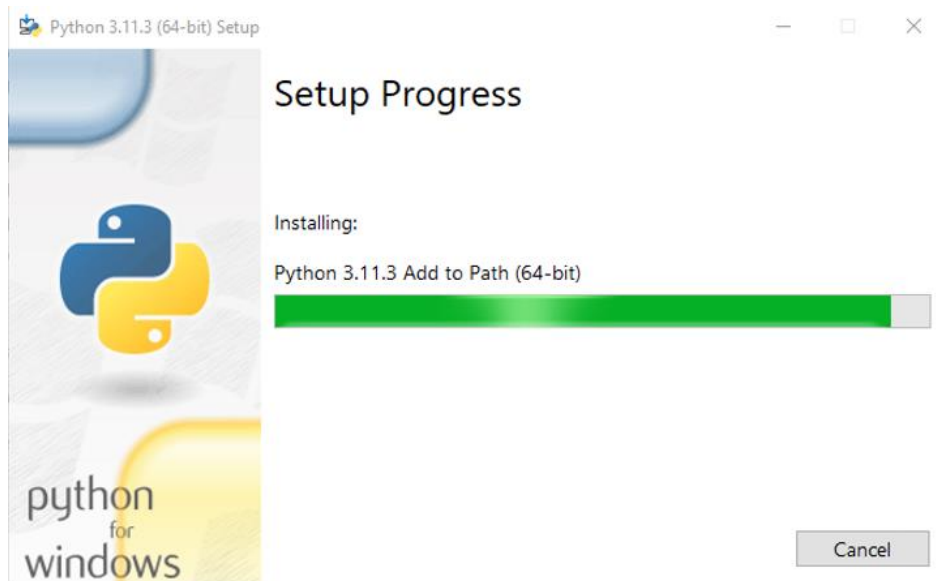 Python 3.11.3 (64-bit) Setup
Setup Progress
Installing:
Python 3.11.3 Add to Path (64-bit)
python
for
windows
Cancel